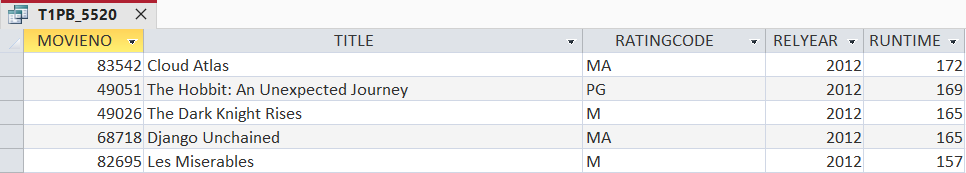 T1PB_5520
MOVIENO TITLE RATINGCODE RELYEAR RUNTIME
83542 Cloud Atlas MA 2012 172
49051 The Hobbit: An Unexpected Journey PG 2012 169
49026 The Dark Knight Rises M 2012 165
68718 Django Unchained MA 2012 165
82695 Les Miserables M 2012 157